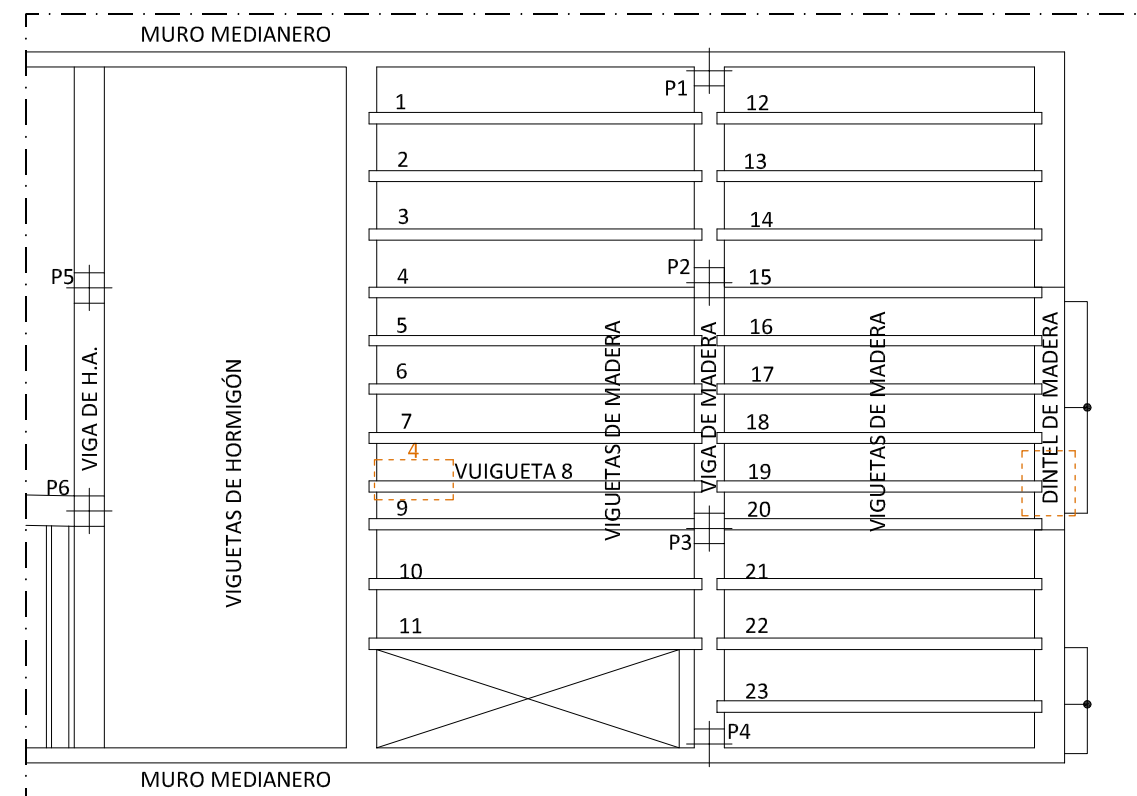 MURO MEDIANERO
P1
1
12
2
13
3
14
P2
P5
4
15
5
16
6
17
7
18
4
VUIGUETA 8
19
P6
9
20
P3
10
21
11
22
23
P4
VIGA DE H.A.
VIGUETAS DE HORMIGÓN
VIGUETAS DE MADERA
VIGA DE MADERA
VIGUETAS DE MADERA
DINTEL DE MADERA
MURO MEDIANERO